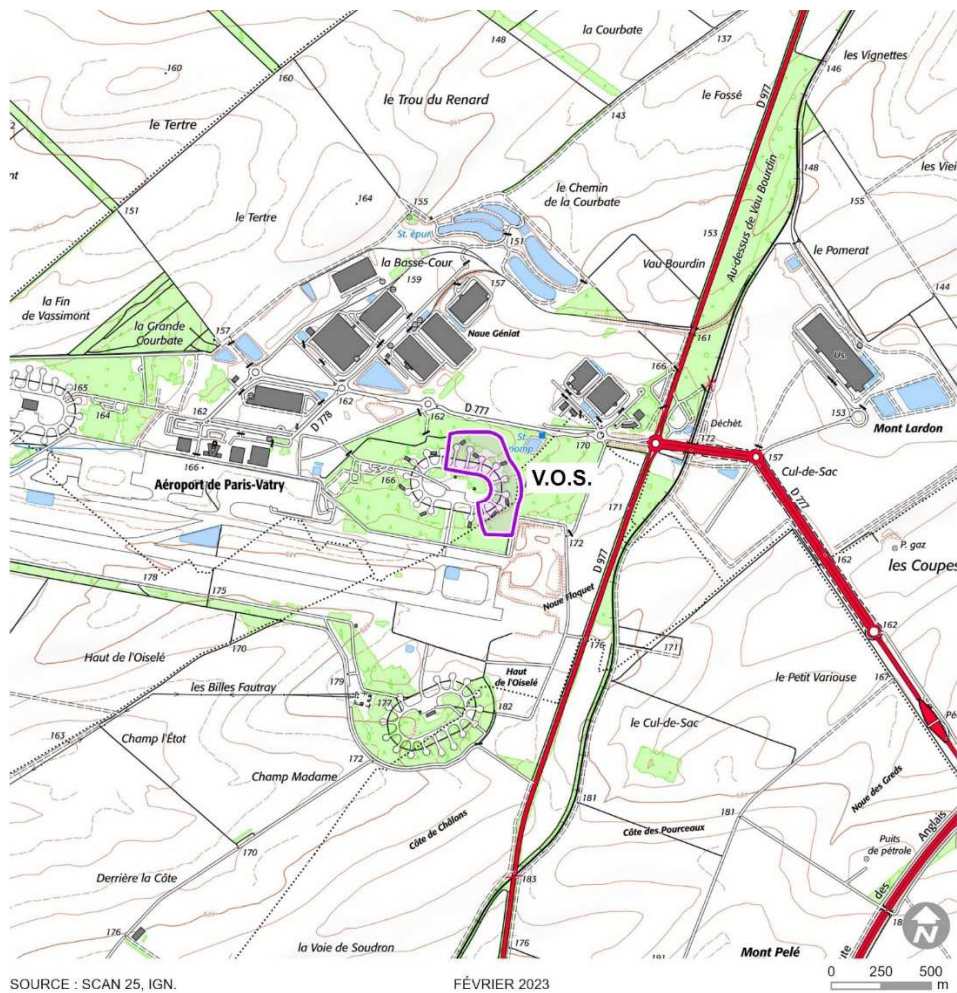 la Courbate
148
137
les Vignettes
146
160
160
le Trou du Renard
le Fossé
D 977
143
le Tertre
148
les Vie
le Chemin
de la Courbate
155
164
155
le Tertre
St. épur.
151
151
153
Au-dessus de Vau Bourdin
le Pomerat
la Basse-Cour
Vau Bourdin
159
157
144
la Fin
de Vassimont
la Grande
Courbate
157
Naue Géniat
161
166
Us.
165
162
D 777
164
162
162
D 778
153
Déchèt.
Mont Lardon
St.
pomp.
170
172
157
166
Cul-de-Sac
Aéroport de Paris-Vatry
166
V.O.S.
171
D 777
172
P. gaz
162
les Coupes
178
175
D 977
Noue Floquet
162
170
176
171
Haut de l'Oiselé
Haut
de l'Oiselé
179
167
les Billes Fautray
le Petit Variouse
177
182
163
le Cul-de-Sac
Champ l'Étot
172
Champ Madame
Noue des Greds
181
181
Côte de Châlons
Côte des Pourceaux
Puits
de pétrole
170
Derrière la Côte
183
des Anglais
176
la Voie de Soudron
176
191
Mont Pelé
N
SOURCE : SCAN 25, IGN.
FÉVRIER 2023
0 250 500
m